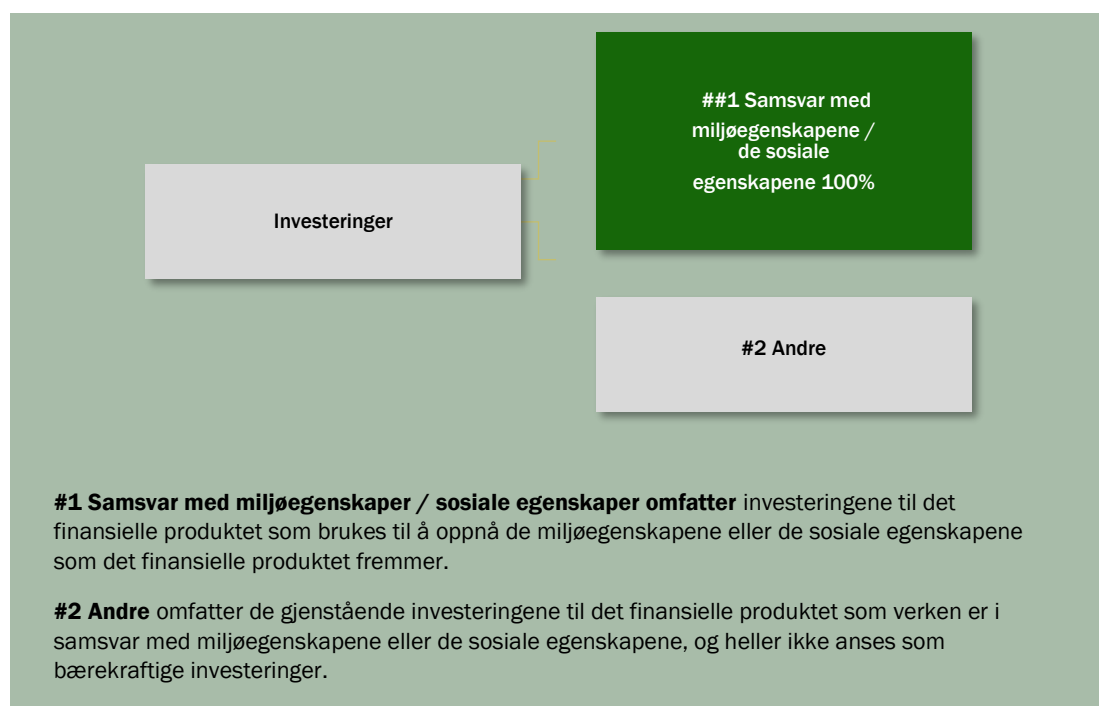 ##1 Samsvar med
miljøegenskapene /
de sosiale
egenskapene 100%
Investeringer
#2 Andre
#1 Samsvar med miljøegenskaper / sosiale egenskaper omfatter investeringene til det
finansielle produktet som brukes til å oppnå de miljøegenskapene eller de sosiale egenskapene
som det finansielle produktet fremmer.
#2 Andre omfatter de gjenstående investeringene til det finansielle produktet som verken er i
samsvar med miljøegenskapene eller de sosiale egenskapene, og heller ikke anses som
bærekraftige investeringer.